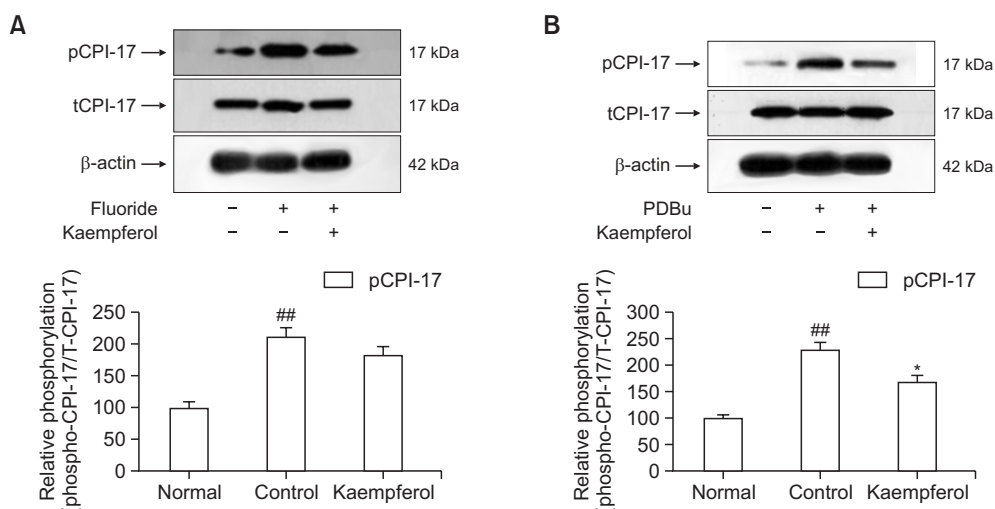 A
pCPI-17 → 17 kDa
tCPI-17 → 17 kDa
β-actin → 42 kDa
Fluoride − + +
Kaempferol − − +
pCPI-17
Relative phosphorylation
(phospho-CPI-17/T-CPI-17)
250
200
150
100
50
0
##
Normal Control Kaempferol
B
pCPI-17 → 17 kDa
tCPI-17 → 17 kDa
β-actin → 42 kDa
PDBu − + +
Kaempferol − − +
pCPI-17
Relative phosphorylation
(phospho-CPI-17/T-CPI-17)
300
250
200
150
100
50
0
##
*
Normal Control Kaempferol